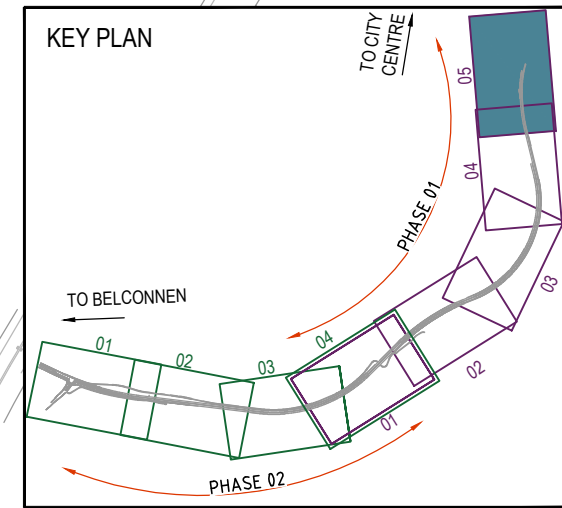 KEY PLAN
TO CITY
CENTRE
05
04
PHASE 01
03
TO BELCONNEN
01
02
03
04
02
01
PHASE 02